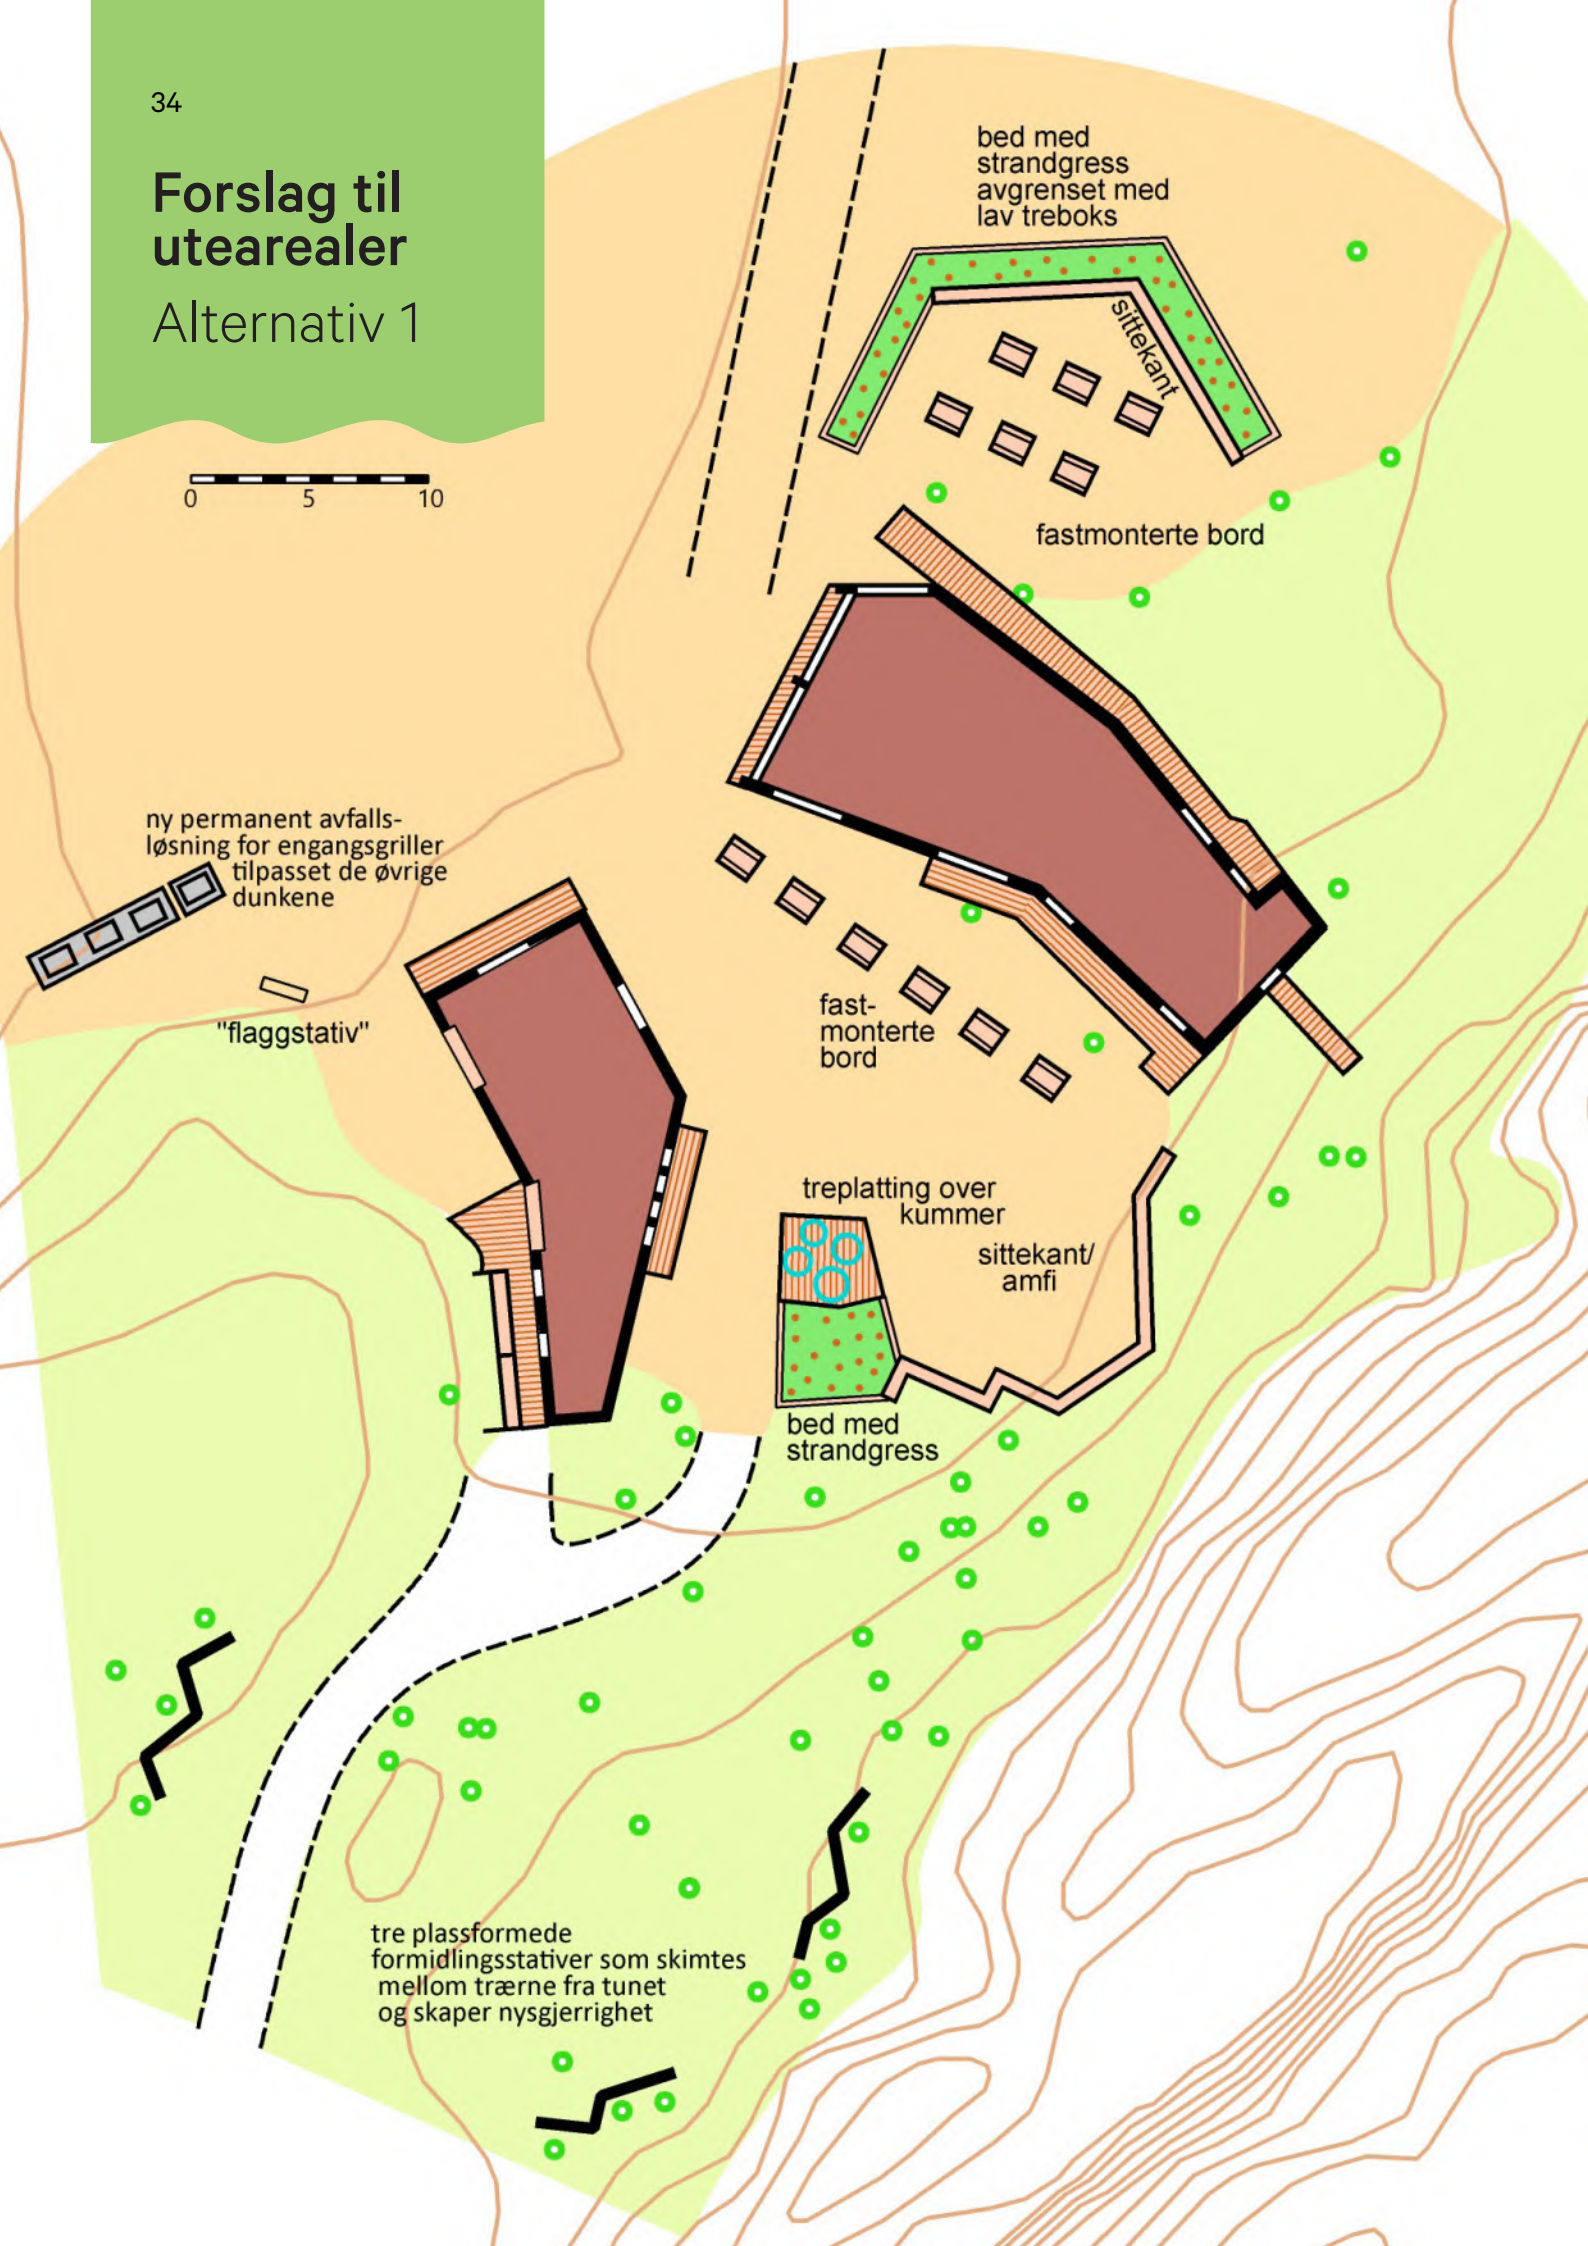 34
Forslag til
utearealer
Alternativ 1
bed med
strandgress
avgrenset med
lav treboks
sittekant
0 5 10
fastmonterte bord
ny permanent avfalls-
løsning for engangsgriller
tilpasset de øvrige
dunkene
"flaggstativ"
fast-
monterte
bord
treplatting over
kummer
sittekant/
amfi
bed med
strandgress
tre plassformede
formidlingsstativer som skimtes
mellom trærne fra tunet
og skaper nysgjerrighet